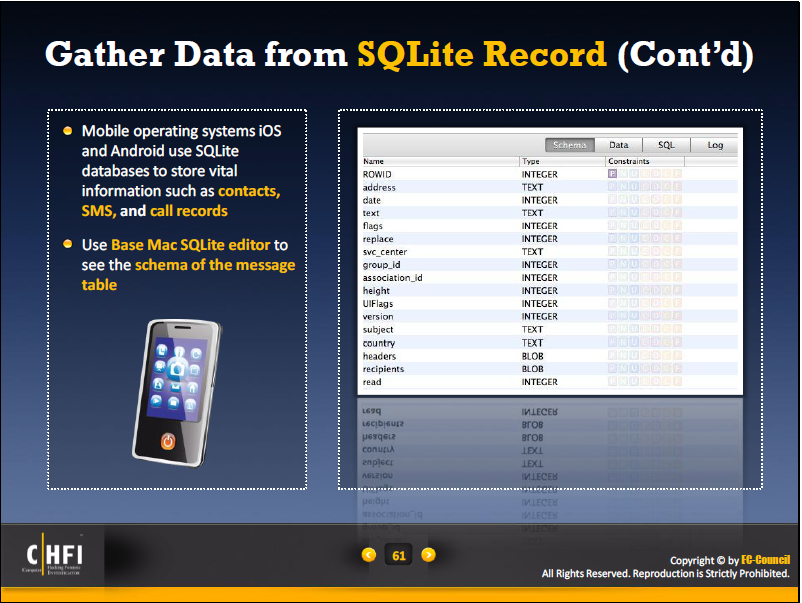 Gather Data from SQLite Record (Cont'd)
Mobile operating systems iOS
and Android use SQLite
databases to store vital
information such as contacts,
SMS, and call records
Use Base Mac SQLite editor to
see the schema of the message
table
Schema Data SQL Log
Name Type Constraints
ROWID INTEGER P N U C D C F
address TEXT P N U C D C F
date INTEGER P N U C D C F
text TEXT P N U C D C F
flags INTEGER P N U C D C F
replace INTEGER P N U C D C F
svc_center TEXT P N U C D C F
group_id INTEGER P N U C D C F
association_id INTEGER P N U C D C F
height INTEGER P N U C D C F
UIFlags INTEGER P N U C D C F
version INTEGER P N U C D C F
subject TEXT P N U C D C F
country TEXT P N U C D C F
headers BLOB P N U C D C F
recipients BLOB P N U C D C F
read INTEGER P N U C D C F
CHFI
61
Copyright © by EC-Council
All Rights Reserved. Reproduction is Strictly Prohibited.